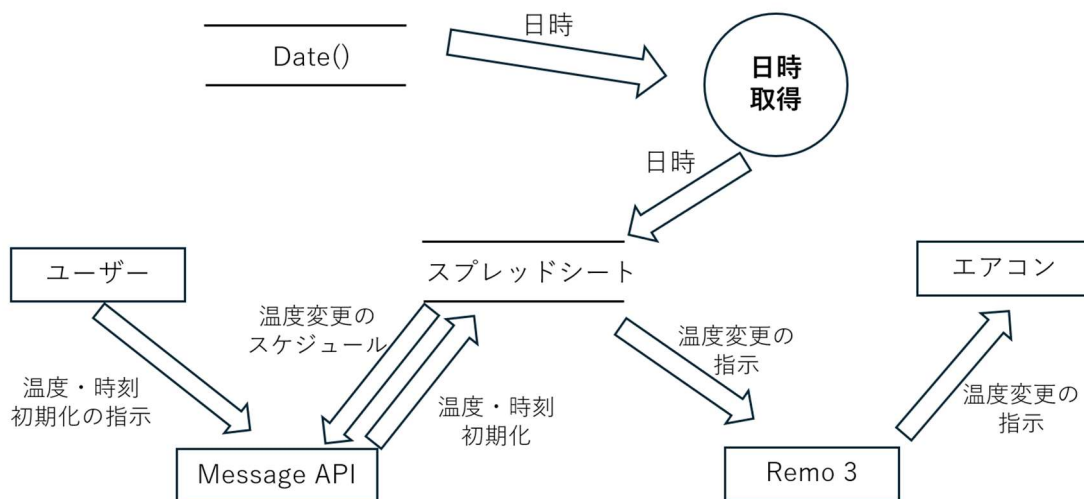 Date()
日時
日時
取得
日時
ユーザー
スプレッドシート
エアコン
温度変更の
スケジュール
温度変更の
指示
温度・時刻
初期化の指示
温度・時刻
初期化
温度変更の
指示
Message API
Remo 3